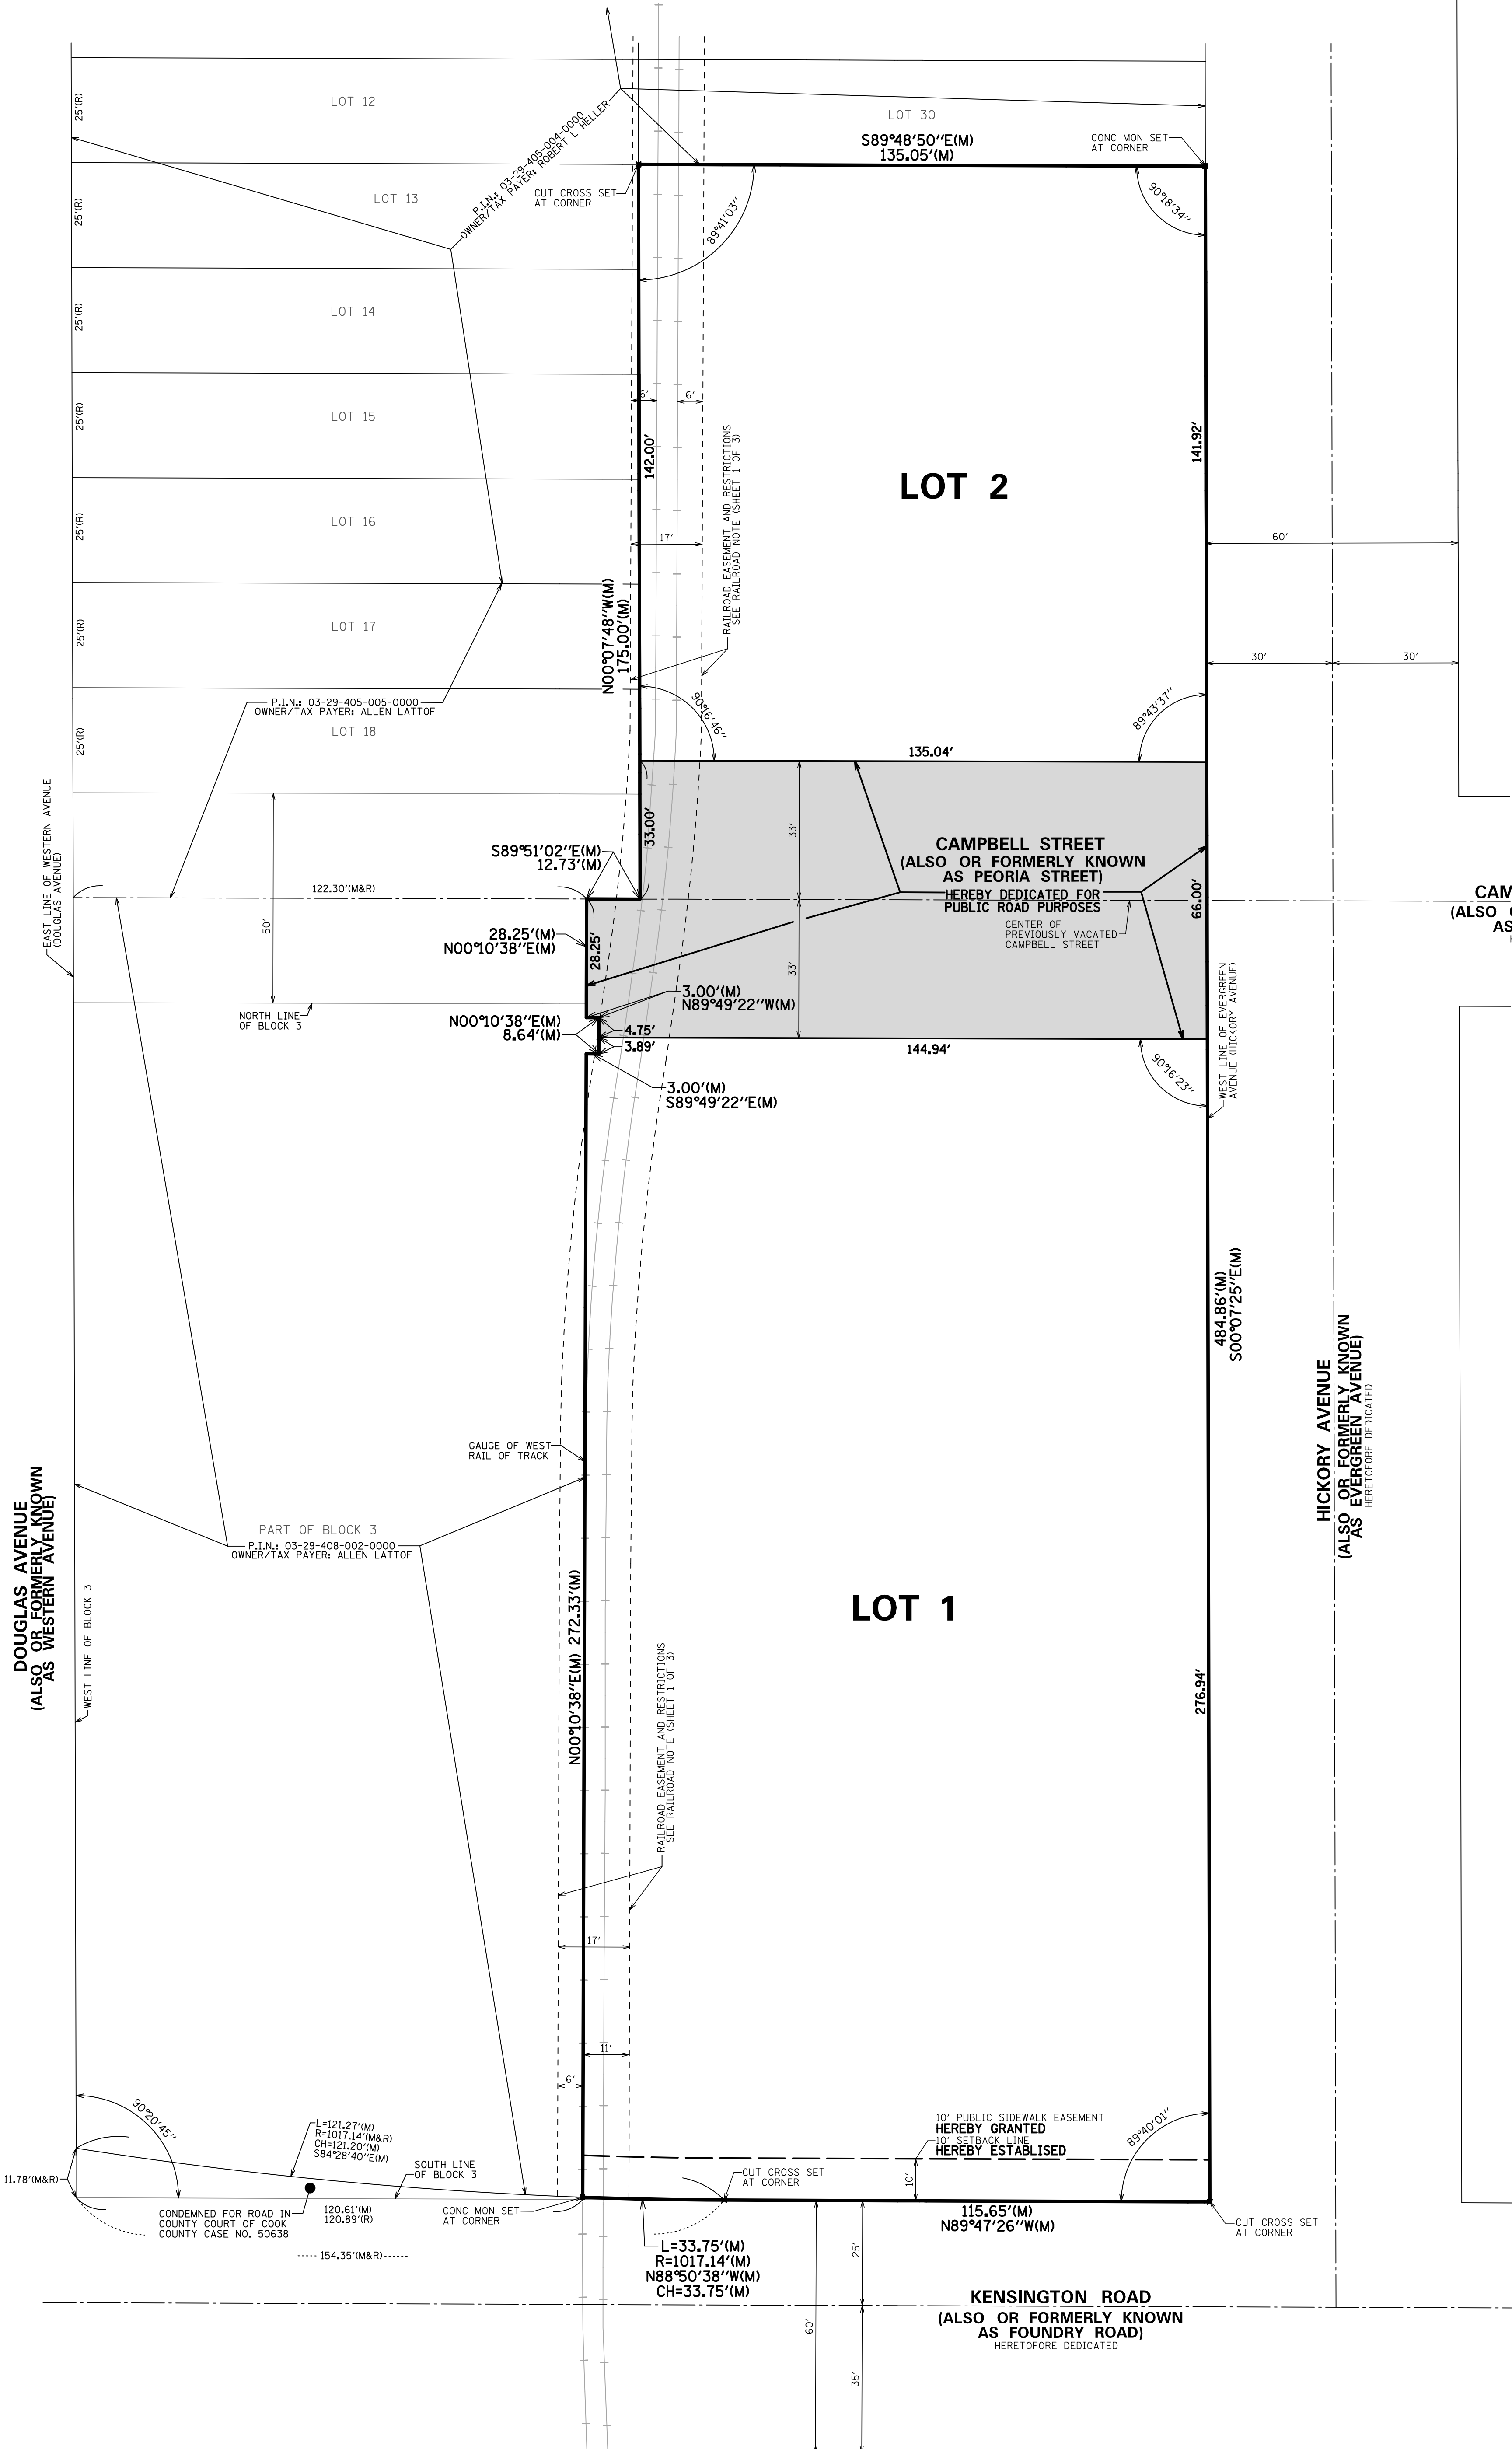 LOT 12
25'(R)
LOT 30
S89°48'50''E(M)
135.05'(M)
CONC MON SET
AT CORNER
P.I.N.: 03-29-405-004-0000
OWNER/TAX PAYER: ROBERT L HELLER
CUT CROSS SET
AT CORNER
LOT 13
25'(R)
89°41'03''
90°18'34''
LOT 14
25'(R)
LOT 15
25'(R)
6'
6'
142.00'
141.92'
LOT 2
RAILROAD EASEMENT AND RESTRICTIONS
SEE RAILROAD NOTE (SHEET 1 OF 3)
LOT 16
25'(R)
17'
60'
N00°07'48''W(M)
175.00'(M)
LOT 17
25'(R)
30'
30'
P.I.N.: 03-29-405-005-0000
OWNER/TAX PAYER: ALLEN LATTOF
90°16'46''
89°43'37''
LOT 18
25'(R)
135.04'
EAST LINE OF WESTERN AVENUE
(DOUGLAS AVENUE)
33.00'
33'
S89°51'02''E(M)
12.73'(M)
CAMPBELL STREET
(ALSO OR FORMERLY KNOWN
AS PEORIA STREET)
HEREBY DEDICATED FOR
PUBLIC ROAD PURPOSES
122.30'(M&R)
50'
66.00'
CAM
(ALSO O
AS
H
CENTER OF
PREVIOUSLY VACATED
CAMPBELL STREET
28.25'(M)
N00°10'38''E(M)
28.25'
33'
3.00'(M)
N89°49'22''W(M)
NORTH LINE
OF BLOCK 3
N00°10'38''E(M)
8.64'(M)
4.75'
3.89'
144.94'
90°16'23''
WEST LINE OF EVERGREEN
AVENUE (HICKORY AVENUE)
3.00'(M)
S89°49'22''E(M)
484.86'(M)
S00°07'25''E(M)
HICKORY AVENUE
(ALSO OR FORMERLY KNOWN
AS EVERGREEN AVENUE)
HERETOFORE DEDICATED
GAUGE OF WEST
RAIL OF TRACK
DOUGLAS AVENUE
(ALSO OR FORMERLY KNOWN
AS WESTERN AVENUE)
PART OF BLOCK 3
P.I.N.: 03-29-408-002-0000
OWNER/TAX PAYER: ALLEN LATTOF
WEST LINE OF BLOCK 3
N00°10'38''E(M) 272.33'(M)
LOT 1
RAILROAD EASEMENT AND RESTRICTIONS
SEE RAILROAD NOTE (SHEET 1 OF 3)
276.94'
17'
11'
6'
90°20'45''
L=121.27'(M)
R=1017.14'(M&R)
CH=121.20'(M)
S84°28'40''E(M)
10' PUBLIC SIDEWALK EASEMENT
HEREBY GRANTED
10' SETBACK LINE
HEREBY ESTABLISED
89°40'01''
11.78'(M&R)
SOUTH LINE
OF BLOCK 3
CUT CROSS SET
AT CORNER
10'
CONDEMNED FOR ROAD IN
COUNTY COURT OF COOK
COUNTY CASE NO. 50638
120.61'(M)
120.89'(R)
CONC MON SET
AT CORNER
115.65'(M)
N89°47'26''W(M)
CUT CROSS SET
AT CORNER
154.35'(M&R)
L=33.75'(M)
R=1017.14'(M)
N88°50'38''W(M)
CH=33.75'(M)
25'
KENSINGTON ROAD
(ALSO OR FORMERLY KNOWN
AS FOUNDRY ROAD)
HERETOFORE DEDICATED
60'
35'